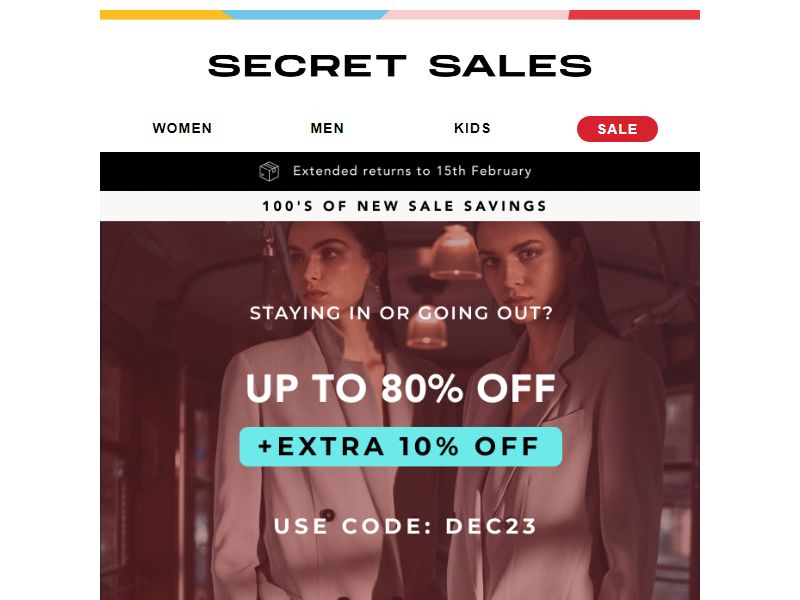 SECRET SALES
WOMEN MEN KIDS SALE
Extended returns to 15th February
100'S OF NEW SALE SAVINGS
STAYING IN OR GOING OUT?
UP TO 80% OFF
+EXTRA 10% OFF
USE CODE: DEC23